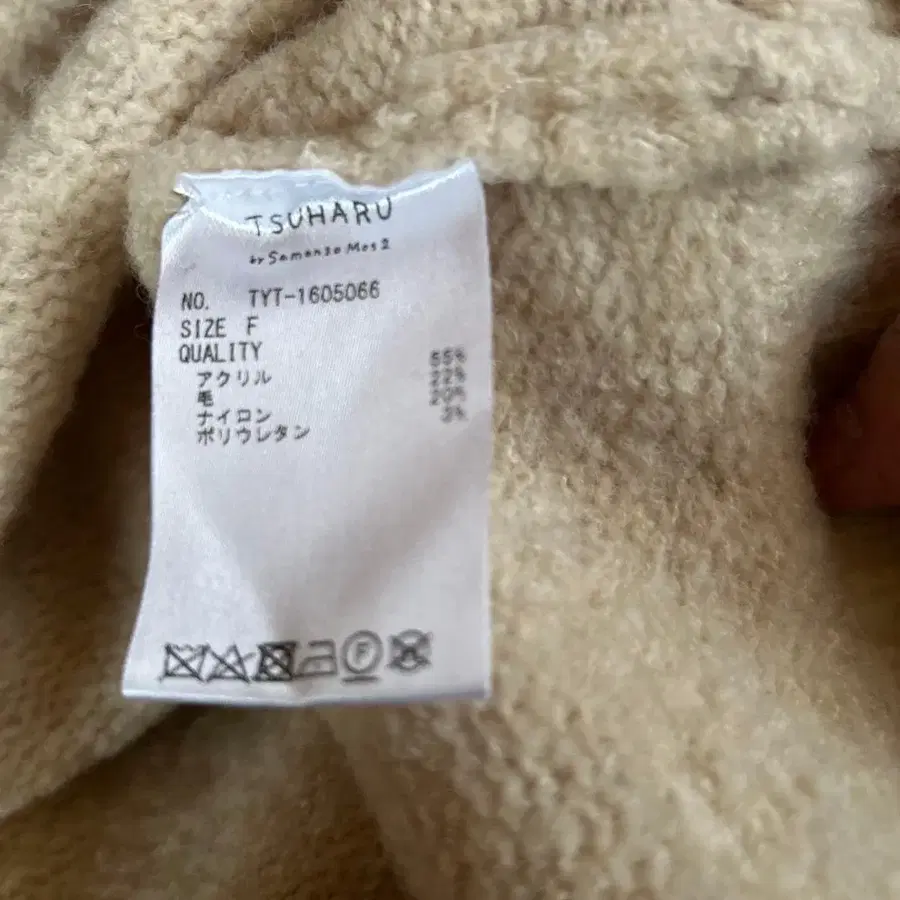 TSUHARU
by Samansa Mos2
NO. TYT-1605066
SIZE F
QUALITY
アクリル 55%
毛 22%
ナイロン 20%
ポリウレタン 3%
F